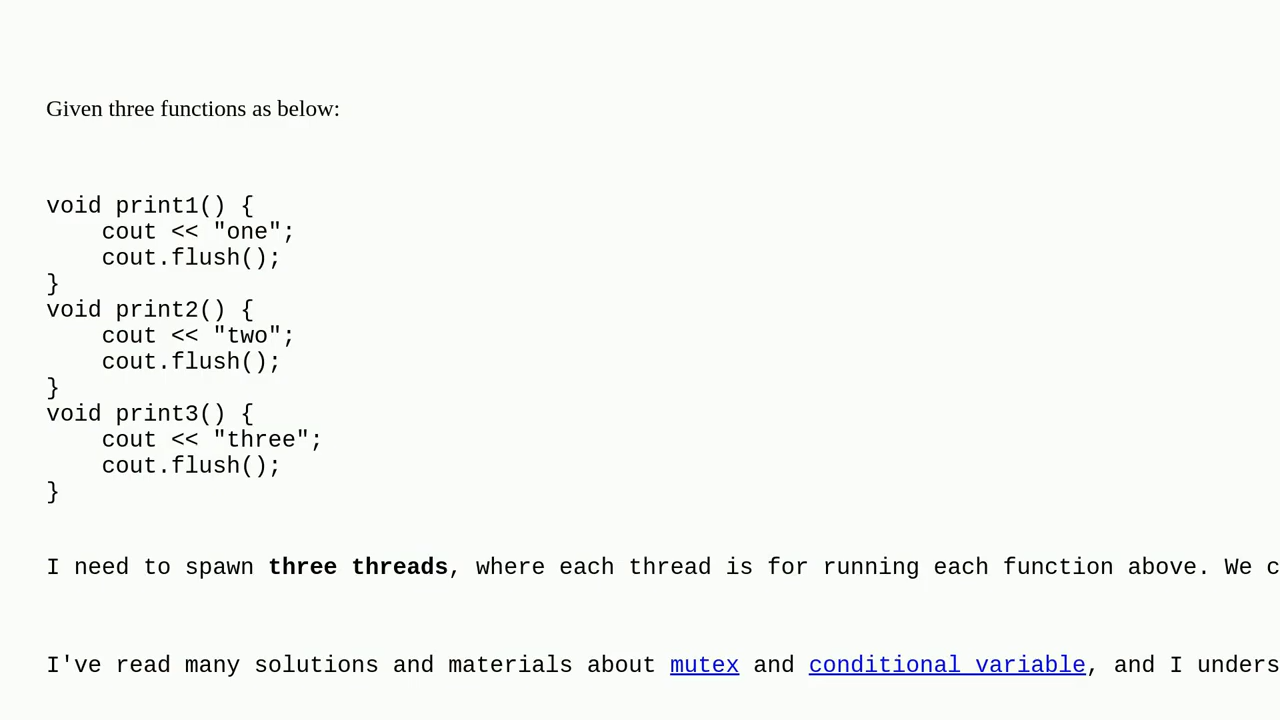 Given three functions as below:
void print1() {
    cout << "one";
    cout.flush();
}
void print2() {
    cout << "two";
    cout.flush();
}
void print3() {
    cout << "three";
    cout.flush();
}
I need to spawn three threads, where each thread is for running each function above. We c
I've read many solutions and materials about mutex and conditional variable, and I unders